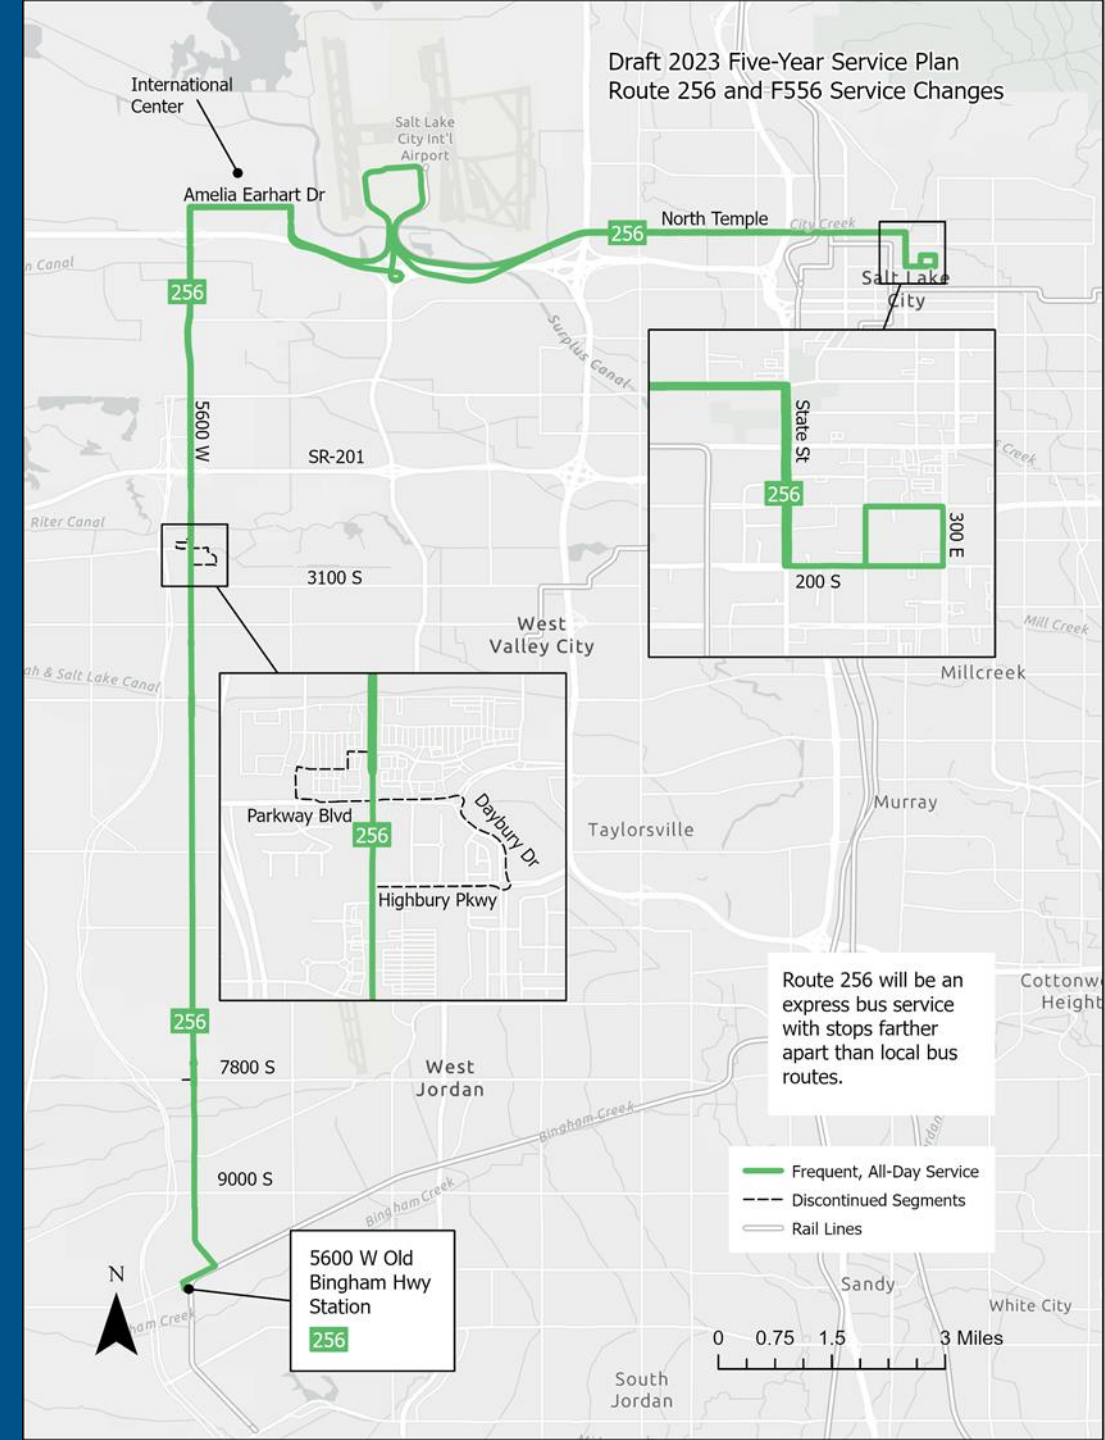 Draft 2023 Five-Year Service Plan
Route 256 and F556 Service Changes
International
Center
Salt Lake
City Int'l
Airport
Amelia Earhart Dr
North Temple
256
City Creek
n Canal
256
Salt Lake
City
Surplus Canal
5600 W
State St
SR-201
s Creek
256
Riter Canal
300 E
3100 S
200 S
West
Valley City
Mill Creek
ah & Salt Lake Canal
Millcreek
Parkway Blvd
Daybury Dr
256
Highbury Pkwy
Murray
Taylorsville
Route 256 will be an
express bus service
with stops farther
apart than local bus
routes.
Cottonw
Height
256
7800 S
West
Jordan
Bingham Creek
rdan
9000 S
Bingham Creek
Frequent, All-Day Service
Discontinued Segments
Rail Lines
5600 W Old
Bingham Hwy
Station
256
N
ham Creek
Sandy
White City
0 0.75 1.5 3 Miles
South
Jordan